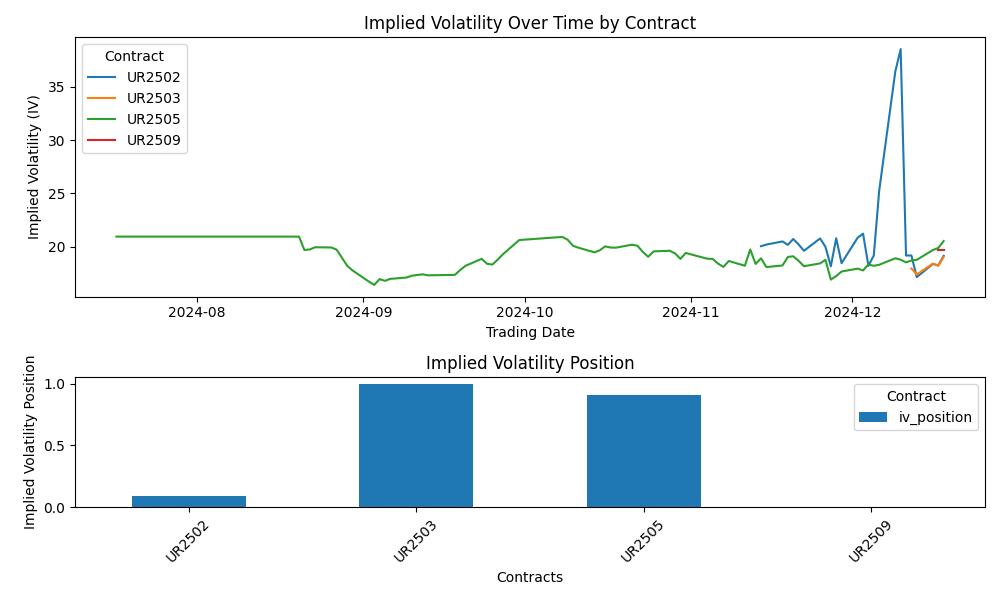 Implied Volatility Over Time by Contract
Implied Volatility (IV)
35
30
25
20
Contract
UR2502
UR2503
UR2505
UR2509
2024-08
2024-09
2024-10
2024-11
2024-12
Trading Date
Implied Volatility Position
Implied Volatility Position
1.0
0.5
0.0
Contract
iv_position
UR2502
UR2503
UR2505
UR2509
Contracts